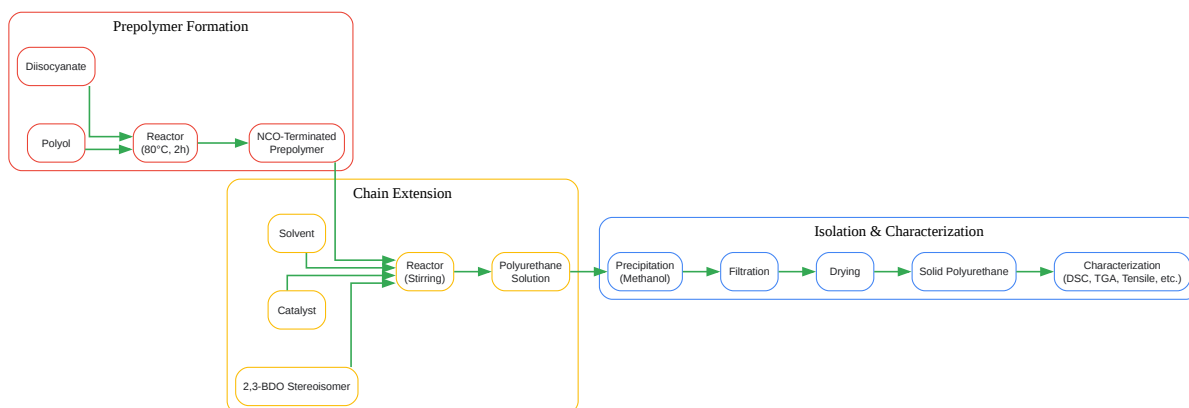 Prepolymer Formation
Diisocyanate
Polyol
Reactor
(80°C, 2h)
NCO-Terminated
Prepolymer
Chain Extension
Solvent
Catalyst
2,3-BDO Stereoisomer
Reactor
(Stirring)
Polyurethane
Solution
Isolation & Characterization
Precipitation
(Methanol)
Filtration
Drying
Solid Polyurethane
Characterization
(DSC, TGA, Tensile, etc.)